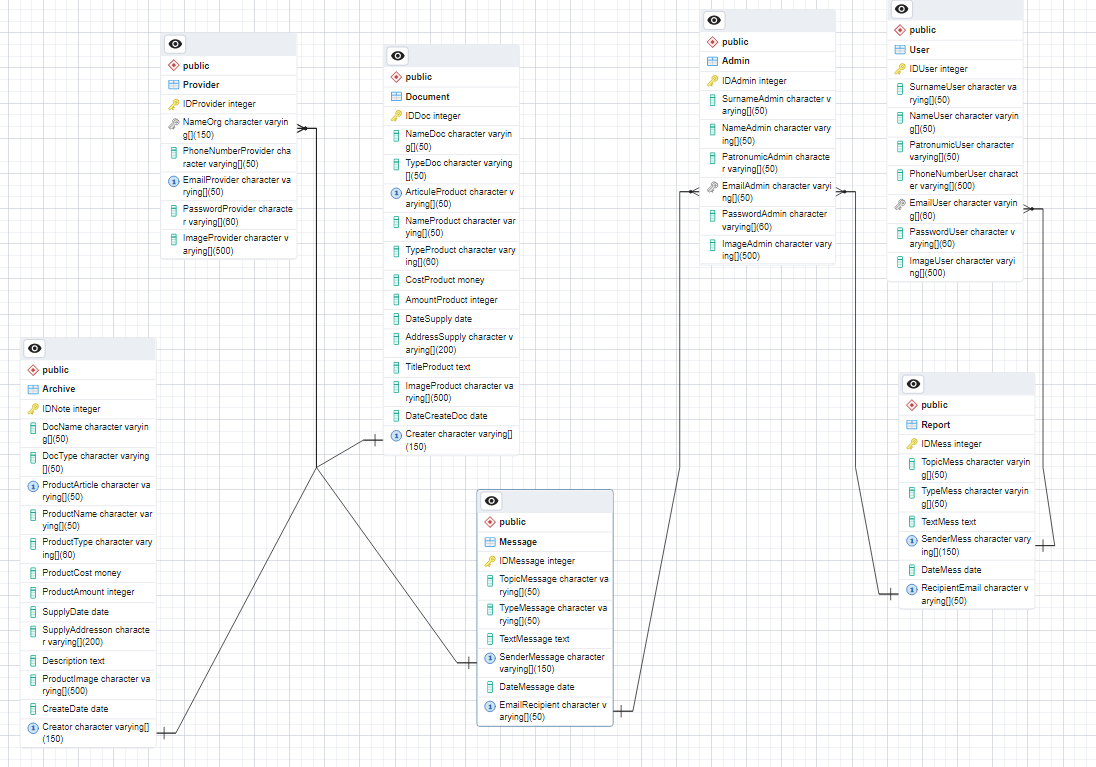 public
Provider
IDProvider integer
NameOrg character varyin
g[](150)
PhoneNumberProvider cha
racter varying[](50)
EmailProvider character va
rying[](50)
PasswordProvider characte
r varying[](60)
ImageProvider character v
arying[](500)
public
Document
IDDoc integer
NameDoc character varyin
g[](50)
TypeDoc character varying
[](50)
ArticuleProduct character v
arying[](50)
NameProduct character var
ying[](50)
TypeProduct character vary
ing[](60)
CostProduct money
AmountProduct integer
DateSupply date
AddressSupply character v
arying[](200)
TitleProduct text
ImageProduct character va
rying[](500)
DateCreateDoc date
Creater character varying[]
(150)
public
Admin
IDAdmin integer
SurnameAdmin character v
arying[](50)
NameAdmin character vary
ing[](50)
PatronumicAdmin characte
r varying[](50)
EmailAdmin character varyi
ng[](50)
PasswordAdmin character
varying[](60)
ImageAdmin character vary
ing[](500)
public
User
IDUser integer
SurnameUser character va
rying[](50)
NameUser character varyin
g[](50)
PatronumicUser character
varying[](50)
PhoneNumberUser charact
er varying[](500)
EmailUser character varyin
g[](60)
PasswordUser character v
arying[](60)
ImageUser character varyi
ng[](500)
public
Archive
IDNote integer
DocName character varyin
g[](50)
DocType character varying
[](50)
ProductArticle character va
rying[](50)
ProductName character var
ying[](50)
ProductType character vary
ing[](60)
ProductCost money
ProductAmount integer
SupplyDate date
SupplyAddresson characte
r varying[](200)
Description text
ProductImage character va
rying[](500)
CreateDate date
Creator character varying[]
(150)
public
Message
IDMessage integer
TopicMessage character va
rying[](50)
TypeMessage character va
rying[](50)
TextMessage text
SenderMessage character
varying[](150)
DateMessage date
EmailRecipient character v
arying[](50)
public
Report
IDMess integer
TopicMess character varyin
g[](50)
TypeMess character varyin
g[](50)
TextMess text
SenderMess character vary
ing[](150)
DateMess date
RecipientEmail character v
arying[](50)